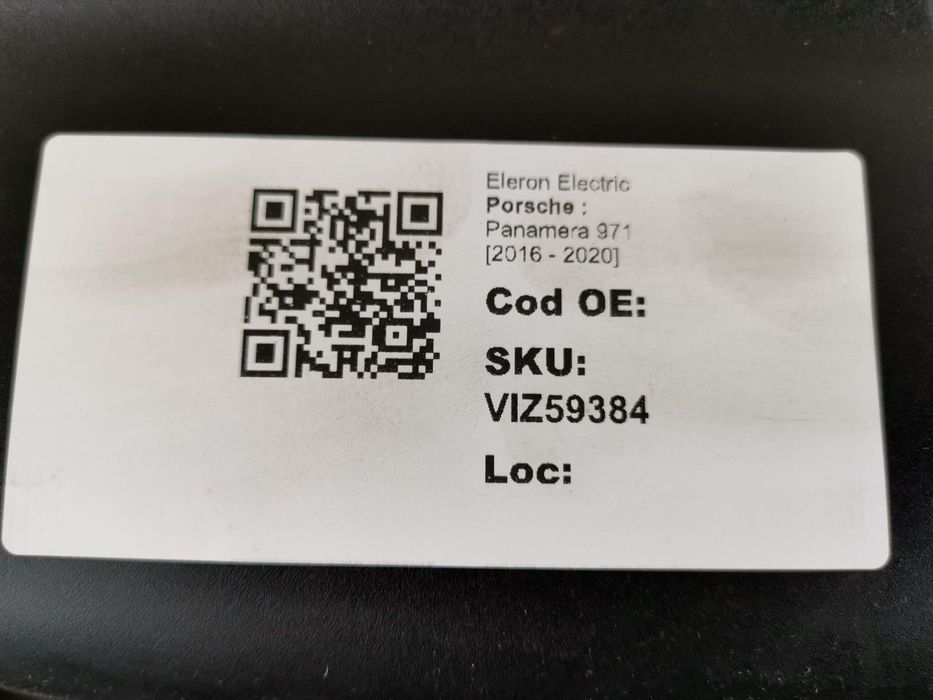 Eleron Electric
Porsche :
Panamera 971
[2016 - 2020]
Cod OE:
SKU:
VIZ59384
Loc: